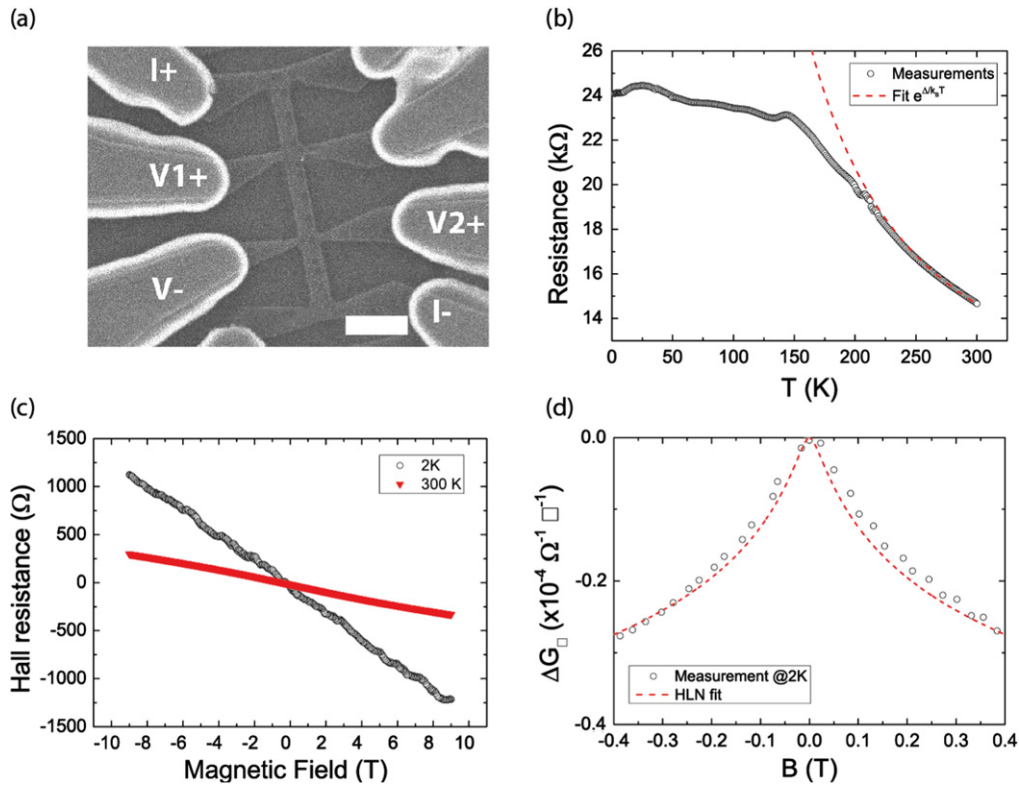 (a)
I+
V1+
V2+
V-
I-
(b)
26
24
22
20
18
16
14
Resistance (kΩ)
Measurements
Fit e^Δ/k_BT
0 50 100 150 200 250 300
T (K)
(c)
1500
1000
500
0
-500
-1000
-1500
Hall resistance (Ω)
2K
300 K
-10 -8 -6 -4 -2 0 2 4 6 8 10
Magnetic Field (T)
(d)
0.0
-0.2
-0.4
ΔG□ (x10⁻⁴ Ω⁻¹ □⁻¹)
Measurement @2K
HLN fit
-0.4 -0.3 -0.2 -0.1 0.0 0.1 0.2 0.3 0.4
B (T)